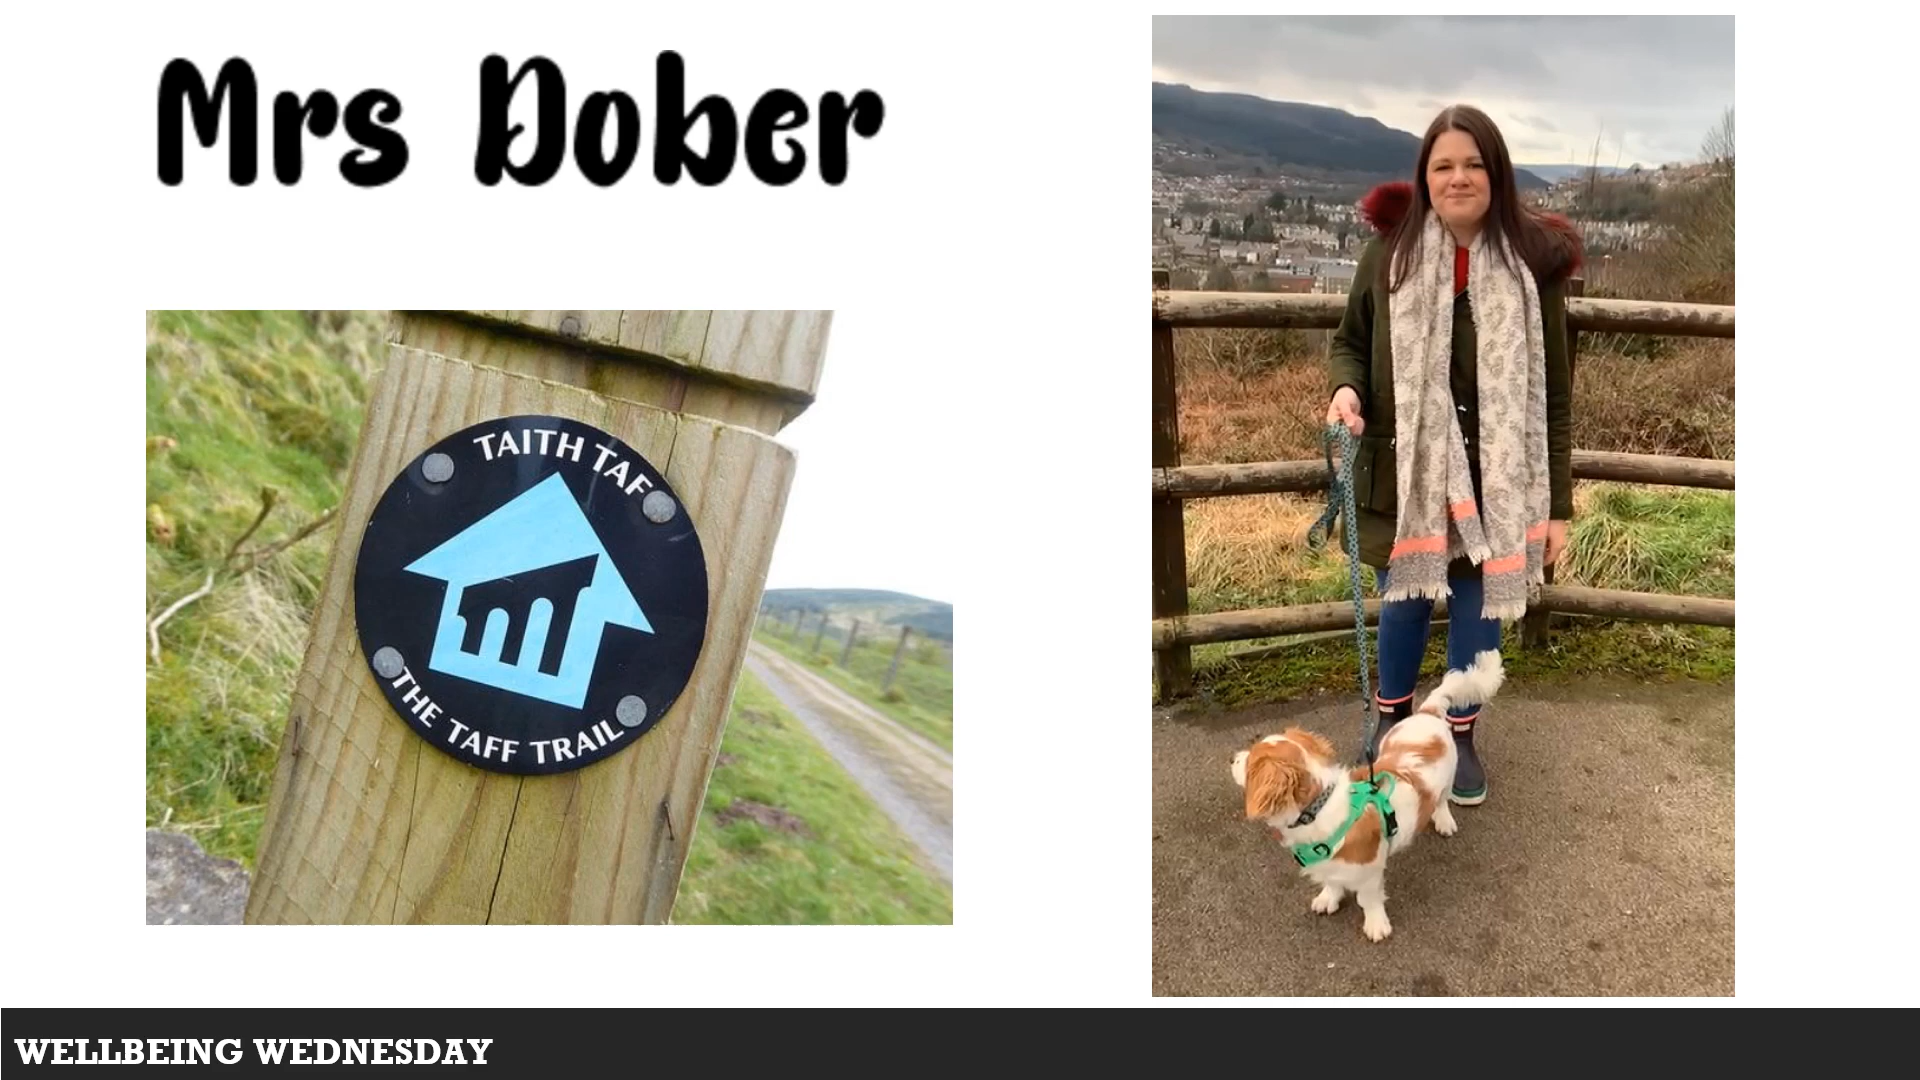 Mrs Dober
TAITH TAF
THE TAFF TRAIL
WELLBEING WEDNESDAY